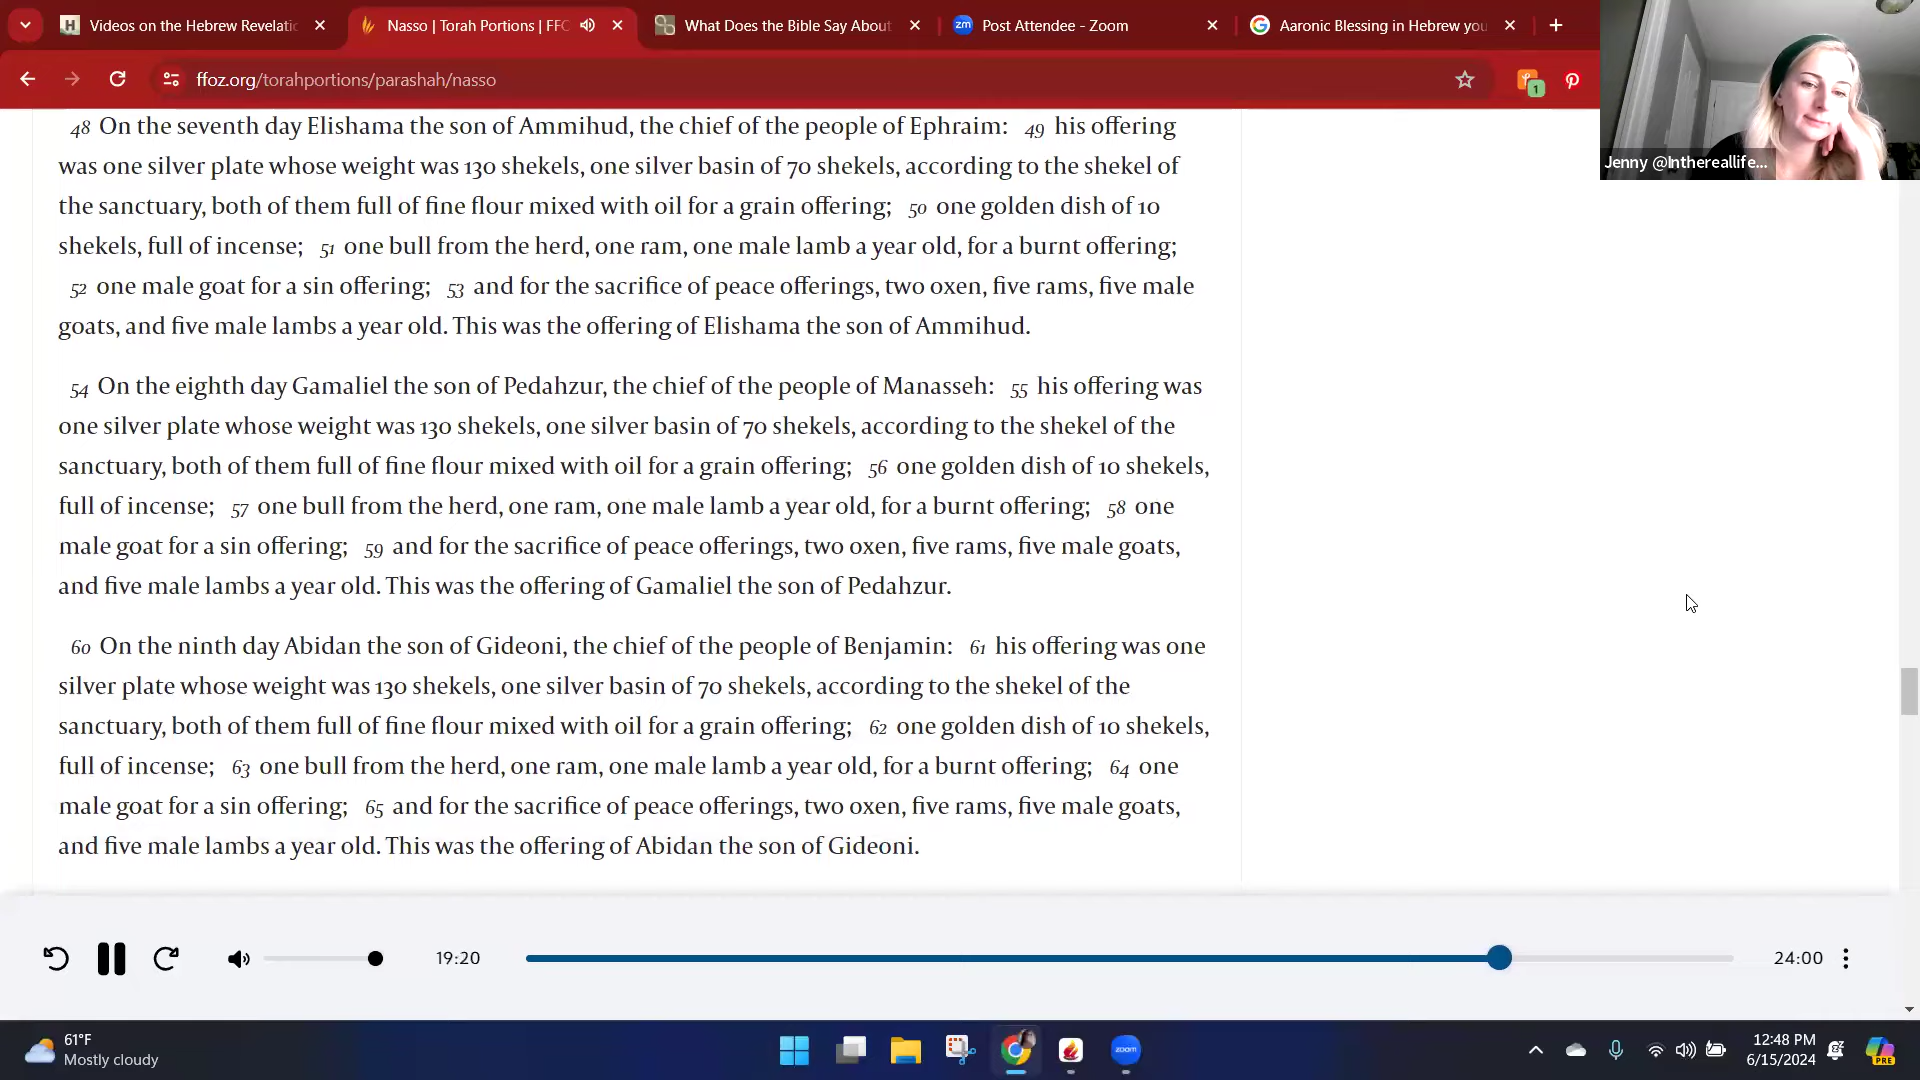 Videos on the Hebrew Revelatic
Nasso | Torah Portions | FFO
What Does the Bible Say About
Post Attendee - Zoom
Aaronic Blessing in Hebrew you
ffoz.org/torahportions/parashah/nasso
1
Jenny @Inthereallife...
48 On the seventh day Elishama the son of Ammihud, the chief of the people of Ephraim: 49 his offering
was one silver plate whose weight was 130 shekels, one silver basin of 70 shekels, according to the shekel of
the sanctuary, both of them full of fine flour mixed with oil for a grain offering; 50 one golden dish of 10
shekels, full of incense; 51 one bull from the herd, one ram, one male lamb a year old, for a burnt offering;
52 one male goat for a sin offering; 53 and for the sacrifice of peace offerings, two oxen, five rams, five male
goats, and five male lambs a year old. This was the offering of Elishama the son of Ammihud.
54 On the eighth day Gamaliel the son of Pedahzur, the chief of the people of Manasseh: 55 his offering was
one silver plate whose weight was 130 shekels, one silver basin of 70 shekels, according to the shekel of the
sanctuary, both of them full of fine flour mixed with oil for a grain offering; 56 one golden dish of 10 shekels,
full of incense; 57 one bull from the herd, one ram, one male lamb a year old, for a burnt offering; 58 one
male goat for a sin offering; 59 and for the sacrifice of peace offerings, two oxen, five rams, five male goats,
and five male lambs a year old. This was the offering of Gamaliel the son of Pedahzur.
60 On the ninth day Abidan the son of Gideoni, the chief of the people of Benjamin: 61 his offering was one
silver plate whose weight was 130 shekels, one silver basin of 70 shekels, according to the shekel of the
sanctuary, both of them full of fine flour mixed with oil for a grain offering; 62 one golden dish of 10 shekels,
full of incense; 63 one bull from the herd, one ram, one male lamb a year old, for a burnt offering; 64 one
male goat for a sin offering; 65 and for the sacrifice of peace offerings, two oxen, five rams, five male goats,
and five male lambs a year old. This was the offering of Abidan the son of Gideoni.
19:20
24:00
61°F
Mostly cloudy
zoom
12:48 PM
6/15/2024
PRE